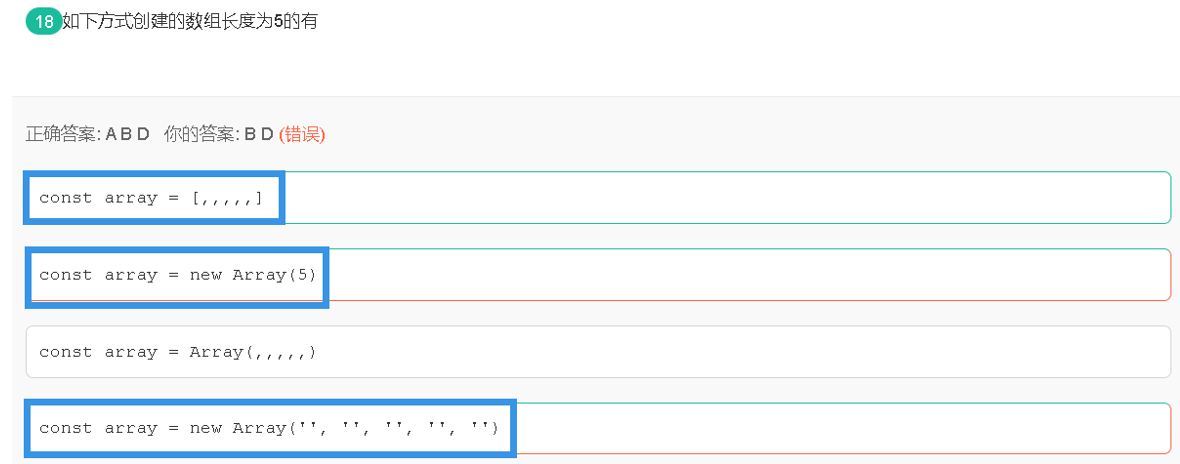 18 如下方式创建的数组长度为5的有
正确答案: A B D 你的答案: B D (错误)
const array = [,,,,,]
const array = new Array(5)
const array = Array(,,,,,)
const array = new Array('', '', '', '', '')